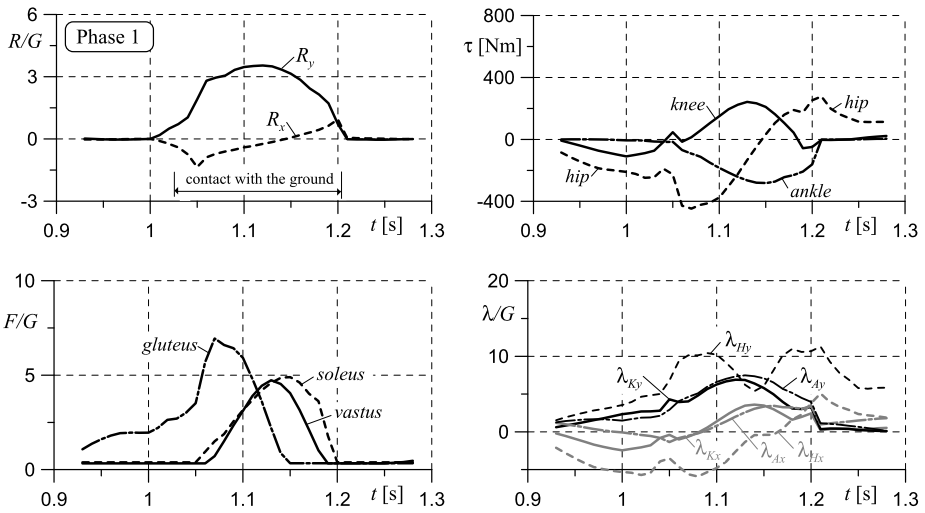 6
R/G
Phase 1
R_y
3
R_x
0
contact with the ground
-3
0.9 1 1.1 1.2 1.3
t [s]
800
τ [Nm]
400
knee
hip
0
hip
ankle
-400
0.9 1 1.1 1.2 1.3
t [s]
10
F/G
gluteus
soleus
5
vastus
0
0.9 1 1.1 1.2 1.3
t [s]
20
λ/G
λ_Hy
10
λ_Ky
λ_Ay
0
λ_Kx
λ_Ax
λ_Hx
0.9 1 1.1 1.2 1.3
t [s]